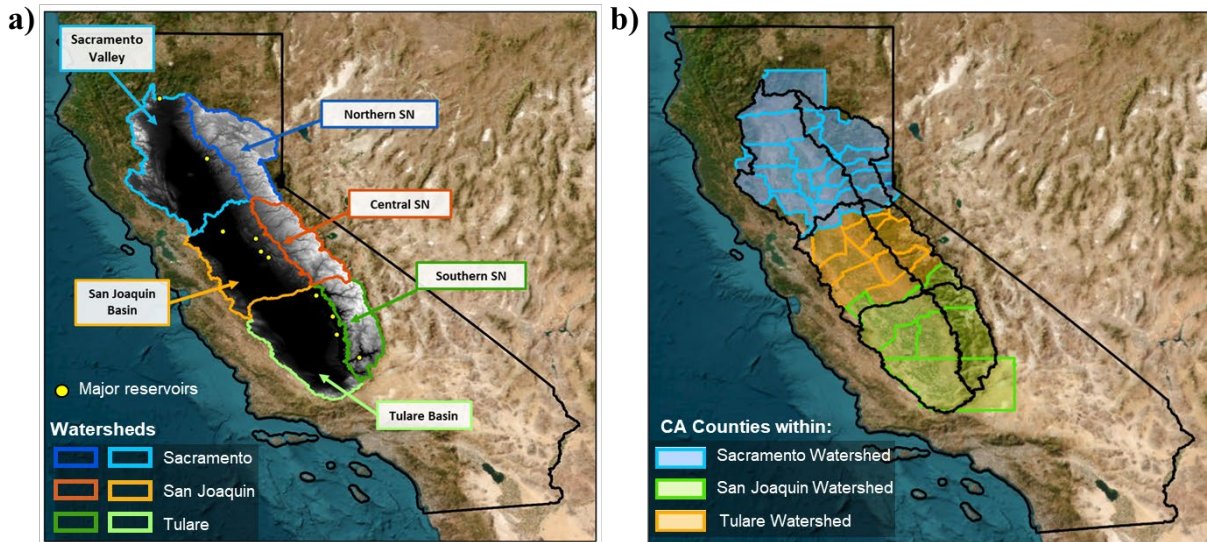 a)
Sacramento
Valley
Northern SN
Central SN
Southern SN
San Joaquin
Basin
Tulare Basin
Major reservoirs
Watersheds
Sacramento
San Joaquin
Tulare
b)
CA Counties within:
Sacramento Watershed
San Joaquin Watershed
Tulare Watershed